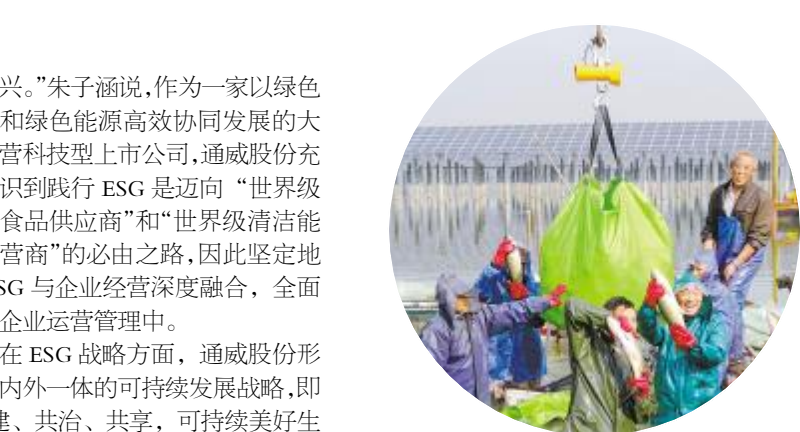 兴。”朱子涵说,作为一家以绿色
和绿色能源高效协同发展的大
营科技型上市公司,通威股份充
识到践行 ESG 是迈向“世界级
食品供应商”和“世界级清洁能
营商”的必由之路,因此坚定地
SG 与企业经营深度融合，全面
企业运营管理中。
在 ESG 战略方面，通威股份形
内外一体的可持续发展战略,即
建、共治、共享，可持续美好生